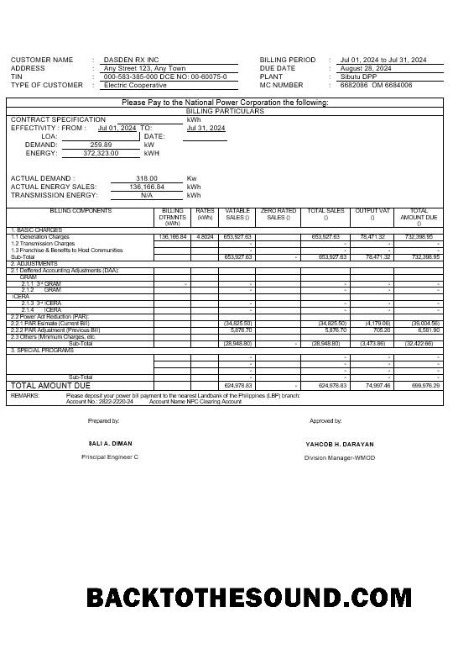 CUSTOMER NAME : DASDEN RX INC BILLING PERIOD : Jul 01, 2024 to Jul 31, 2024
ADDRESS : Any Street 123, Any Town DUE DATE : August 28, 2024
TIN : 000-583-385-000 DCE NO: 00-60075-0 PLANT : Sibutu DPP
TYPE OF CUSTOMER : Electric Cooperative MC NUMBER : 6682086 OM 6684006
Please Pay to the National Power Corporation the following:
BILLING PARTICULARS
CONTRACT SPECIFICATION kWh
EFFECTIVITY : FROM : Jul 01, 2024 TO: Jul 31, 2024
LOA: DATE:
DEMAND: 259.89 kW
ENERGY: 372,323.00 kWH
ACTUAL DEMAND : 318.00 Kw
ACTUAL ENERGY SALES: 136,166.84 kWh
TRANSMISSION ENERGY: N/A kWh
BILLING COMPONENTS BILLING DTRMNTS (kWh) RATES (kWh) VATABLE SALES () ZERO RATED SALES () TOTAL SALES () OUTPUT VAT () TOTAL AMOUNT DUE ()
1. BASIC CHARGES
1.1 Generation Charges 136,166.84 4.8024 653,927.63 653,927.63 78,471.32 732,398.95
1.2 Transmission Charges - - -
1.3 Franchise & Benefits to Host Communities - - -
Sub-Total 653,927.63 - 653,927.63 78,471.32 732,398.95
2. ADJUSTMENTS
2.1 Deffered Accounting Adjustments (DAA):
GRAM
2.1.1 3rd GRAM - - - -
2.1.2 GRAM - - -
ICERA
2.1.3 3rd ICERA - - -
2.1.4 ICERA - - -
2.2 Power Act Reduction (PAR):
2.2.1 PAR Esimate (Current Bill) (34,825.50) (34,825.50) (4,179.06) (39,004.56)
2.2.2 PAR Adjustment (Previous Bill) 5,876.70 5,876.70 705.20 6,581.90
2.3 Others (Minimum Charges, etc.
Sub-Total (28,948.80) - (28,948.80) (3,473.86) (32,422.66)
3. SPECIAL PROGRAMS
- - -
- - -
- - -
Sub-Total - - -
TOTAL AMOUNT DUE 624,978.83 - 624,978.83 74,997.46 699,976.29
REMARKS: Please deposit your power bill payment to the nearest Landbank of the Philippines (LBP) branch:
Account No.: 2822-2220-24 Account Name NPC Clearing Account
Prepared by: Approved by:
SALI A. DIMAN YAHCOB H. DARAYAN
Principal Engineer C Division Manager-WMOD
BACKTOTHESOUND.COM